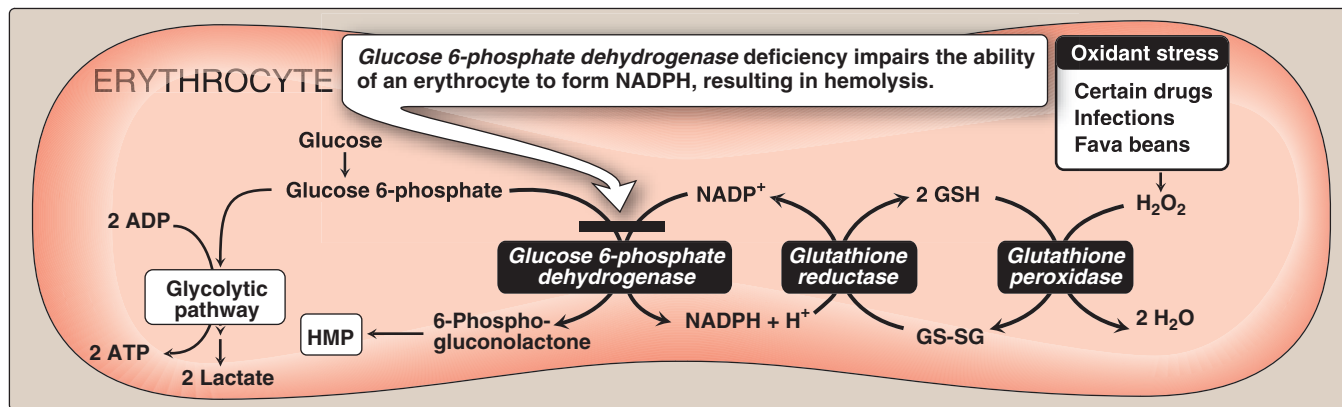 Glucose 6-phosphate dehydrogenase deficiency impairs the ability
of an erythrocyte to form NADPH, resulting in hemolysis.
Oxidant stress
Certain drugs
Infections
Fava beans
ERYTHROCYTE
Glucose
Glucose 6-phosphate
NADP⁺
2 GSH
H₂O₂
2 ADP
Glucose 6-phosphate
dehydrogenase
Glutathione
reductase
Glutathione
peroxidase
Glycolytic
pathway
HMP
6-Phospho-
gluconolactone
NADPH + H⁺
GS-SG
2 H₂O
2 ATP
2 Lactate